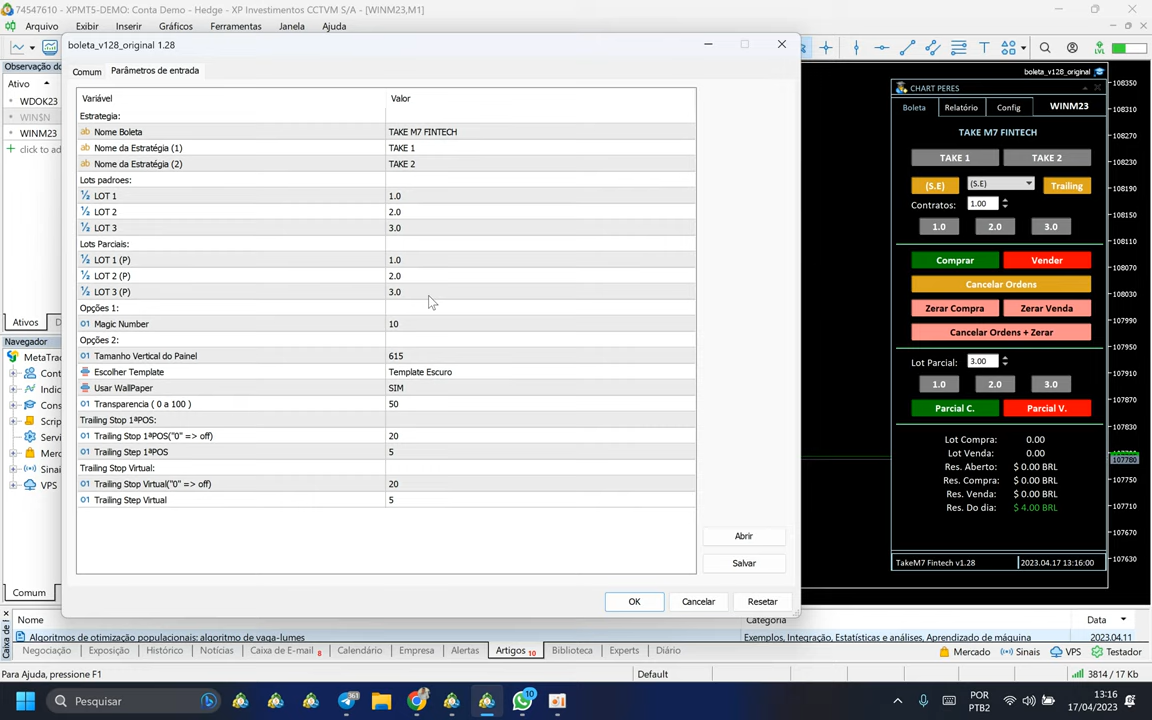 74547610 - XPMT5-DEMO: Conta Demo - Hedge - XP Investimentos CCTVM S/A - [WINM23,M1]
Arquivo Exibir Inserir Gráficos Ferramentas Janela Ajuda
boleta_v128_original 1.28
Comum Parâmetros de entrada
Variável Valor
Estrategia:
Nome Boleta TAKE M7 FINTECH
Nome da Estratégia (1) TAKE 1
Nome da Estratégia (2) TAKE 2
Lots padroes:
LOT 1 1.0
LOT 2 2.0
LOT 3 3.0
Lots Parciais:
LOT 1 (P) 1.0
LOT 2 (P) 2.0
LOT 3 (P) 3.0
Opções 1:
Magic Number 10
Opções 2:
Tamanho Vertical do Painel 615
Escolher Template Template Escuro
Usar WallPaper SIM
Transparencia ( 0 a 100 ) 50
Trailing Stop 1ªPOS:
Trailing Stop 1ªPOS("0" => off) 20
Trailing Step 1ªPOS 5
Trailing Stop Virtual:
Trailing Stop Virtual("0" => off) 20
Trailing Step Virtual 5
Abrir
Salvar
OK Cancelar Resetar
Observação do
Ativo
WDOK23
WIN$N
WINM23
click to ad
Ativos D
Navegador
MetaTrad
Cont
Indic
Cons
Scrip
Servi
Merc
Sinai
VPS
Comum
LVL
boleta_v128_original
CHART PERES
Boleta Relatório Config WINM23
TAKE M7 FINTECH
TAKE 1 TAKE 2
(S.E) (S.E) Trailing
Contratos: 1.00
1.0 2.0 3.0
Comprar Vender
Cancelar Ordens
Zerar Compra Zerar Venda
Cancelar Ordens + Zerar
Lot Parcial: 3.00
1.0 2.0 3.0
Parcial C. Parcial V.
Lot Compra: 0.00
Lot Venda: 0.00
Res. Aberto: $ 0.00 BRL
Res. Compra: $ 0.00 BRL
Res. Venda: $ 0.00 BRL
Res. Do dia: $ 4.00 BRL
TakeM7 Fintech v1.28 2023.04.17 13:16:00
108350
108310
108270
108230
108190
108150
108110
108070
108030
107990
107950
107910
107870
107830
107780
107750
107710
107670
107630
Caixa de
Nome Categoria Data
Algoritmos de otimização populacionais: algoritmo de vaga-lumes Exemplos, Integração, Estatísticas e análises, Aprendizado de máquina 2023.04.11
Negociação Exposição Histórico Notícias Caixa de E-mail 8 Calendário Empresa Alertas Artigos 10 Biblioteca Experts Diário
Mercado Sinais VPS Testador
Para Ajuda, pressione F1 Default 3814 / 17 Kb
Pesquisar
10
POR
PTB2
13:16
17/04/2023